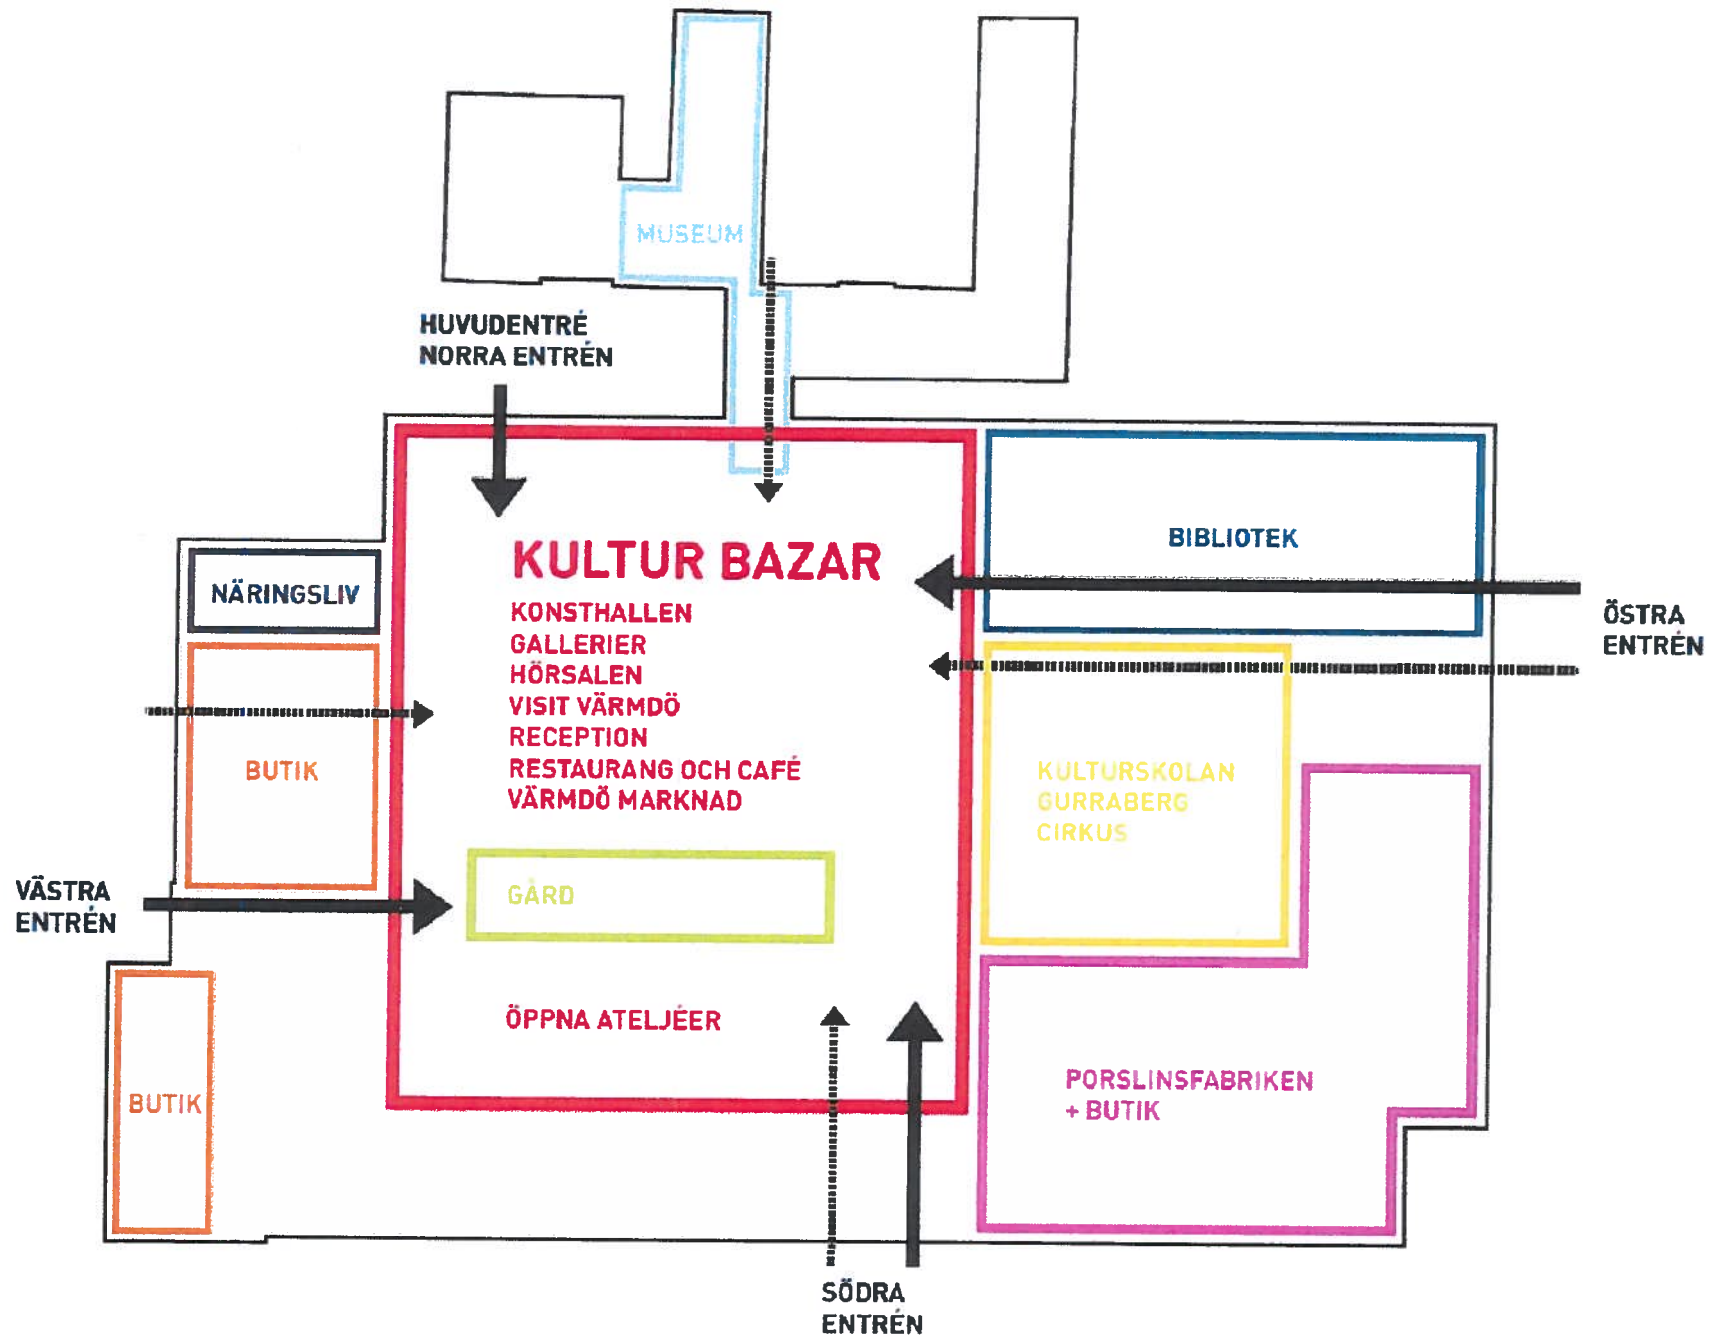 MUSEUM
HUVUDENTRÉ
NORRA ENTRÉN
KULTUR BAZAR
KONSTHALLEN
GALLERIER
HÖRSALEN
VISIT VÄRMDÖ
RECEPTION
RESTAURANG OCH CAFÉ
VÄRMDÖ MARKNAD
GÅRD
ÖPPNA ATELJÉER
BIBLIOTEK
ÖSTRA
ENTRÉN
NÄRINGSLIV
BUTIK
VÄSTRA
ENTRÉN
BUTIK
KULTURSKOLAN
GURRABERG
CIRKUS
PORSLINSFABRIKEN
+ BUTIK
SÖDRA
ENTRÉN